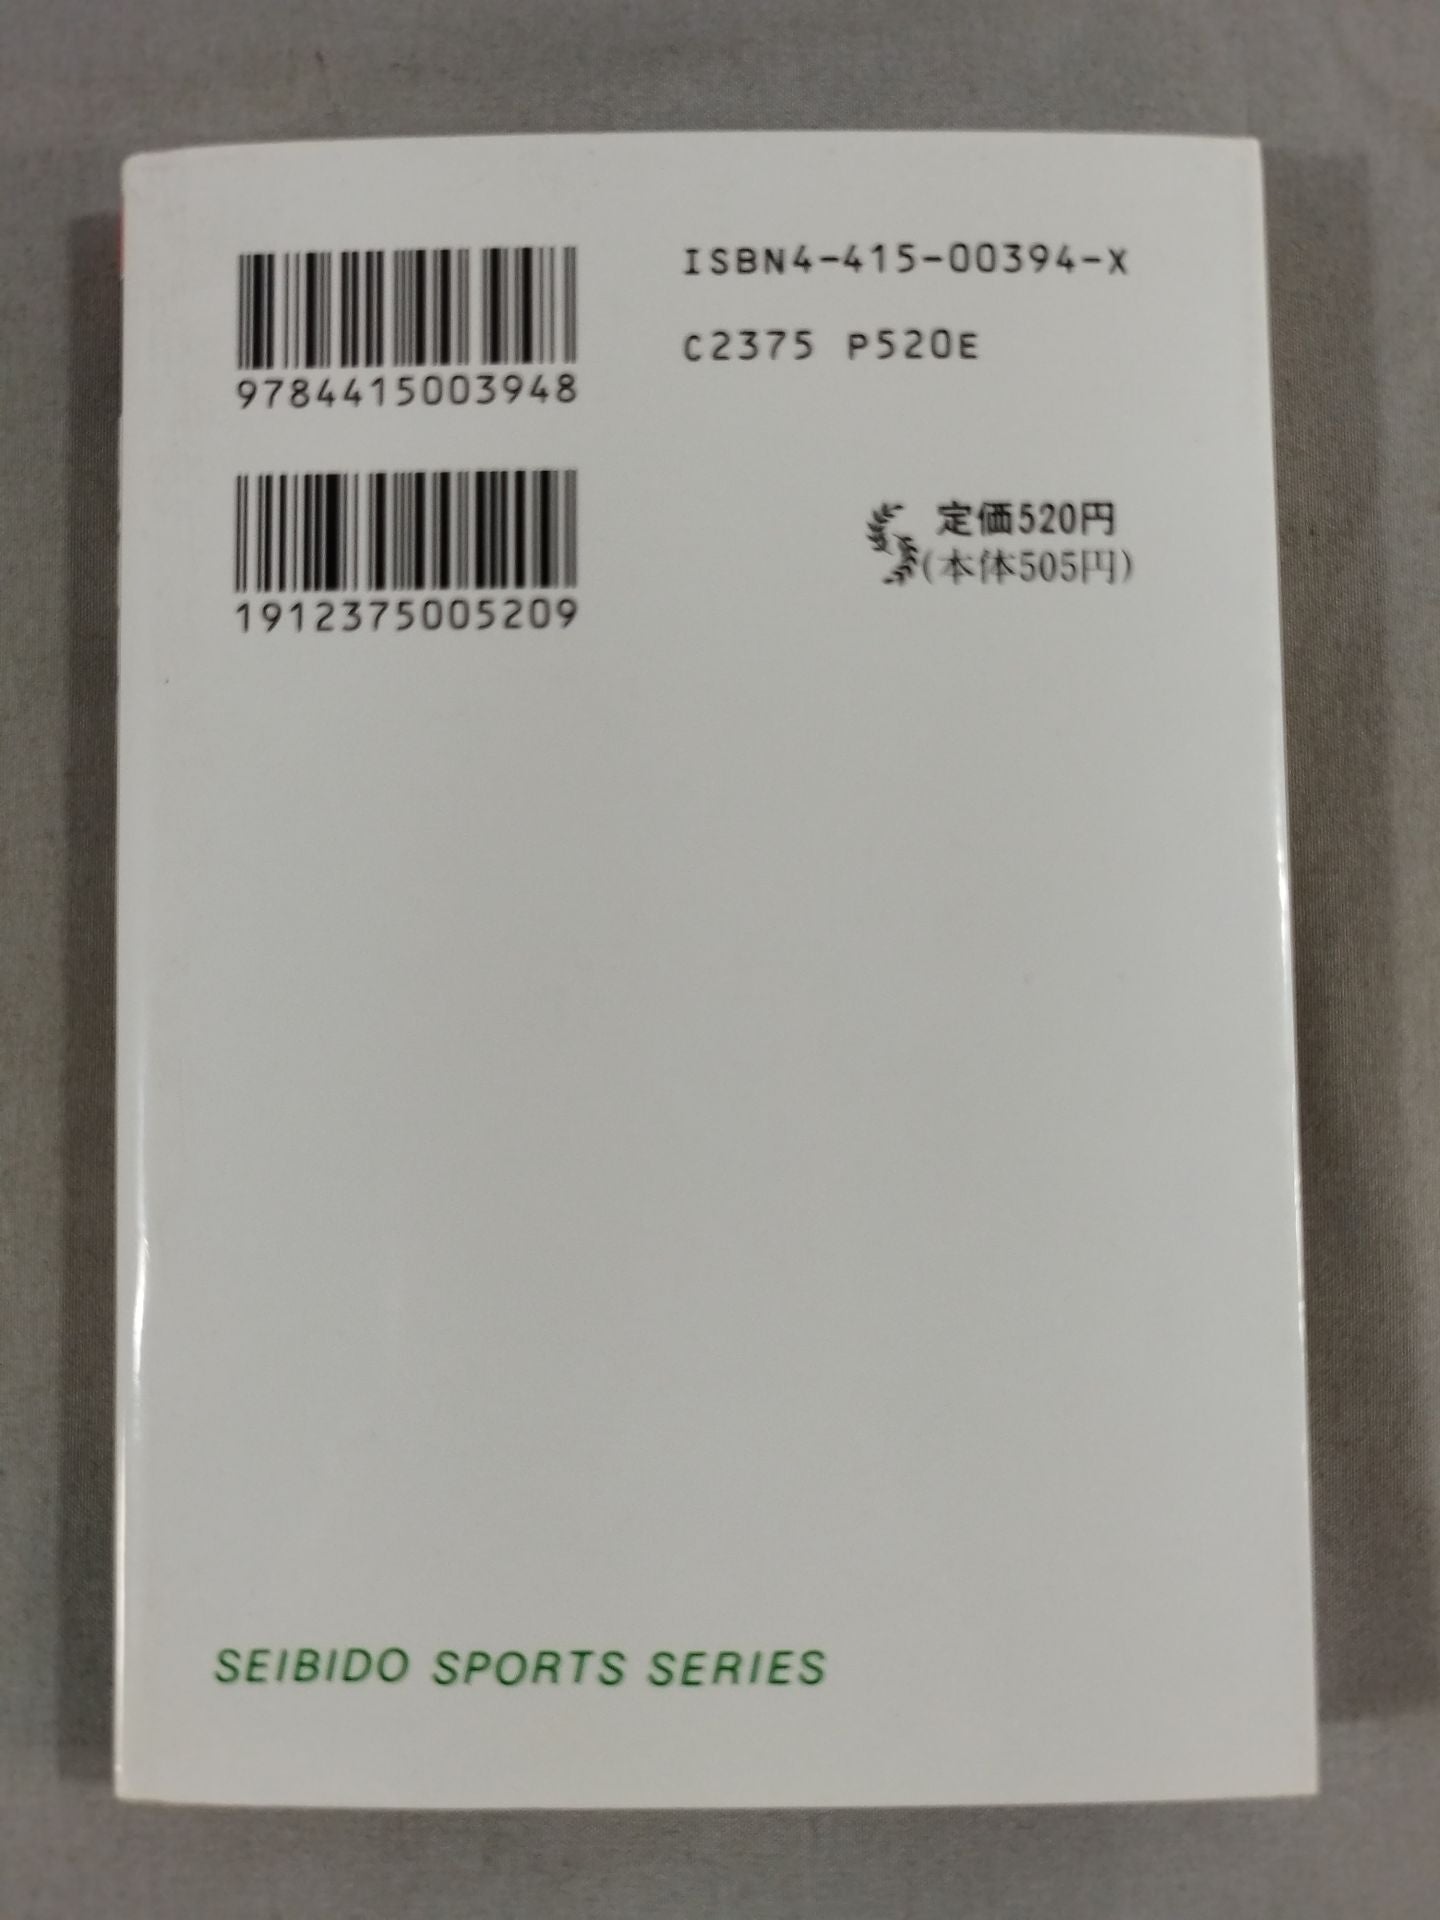 ISBN4-415-00394-X
9784415003948
C2375 P520E
1912375005209
定価520円
(本体505円)
SEIBIDO SPORTS SERIES